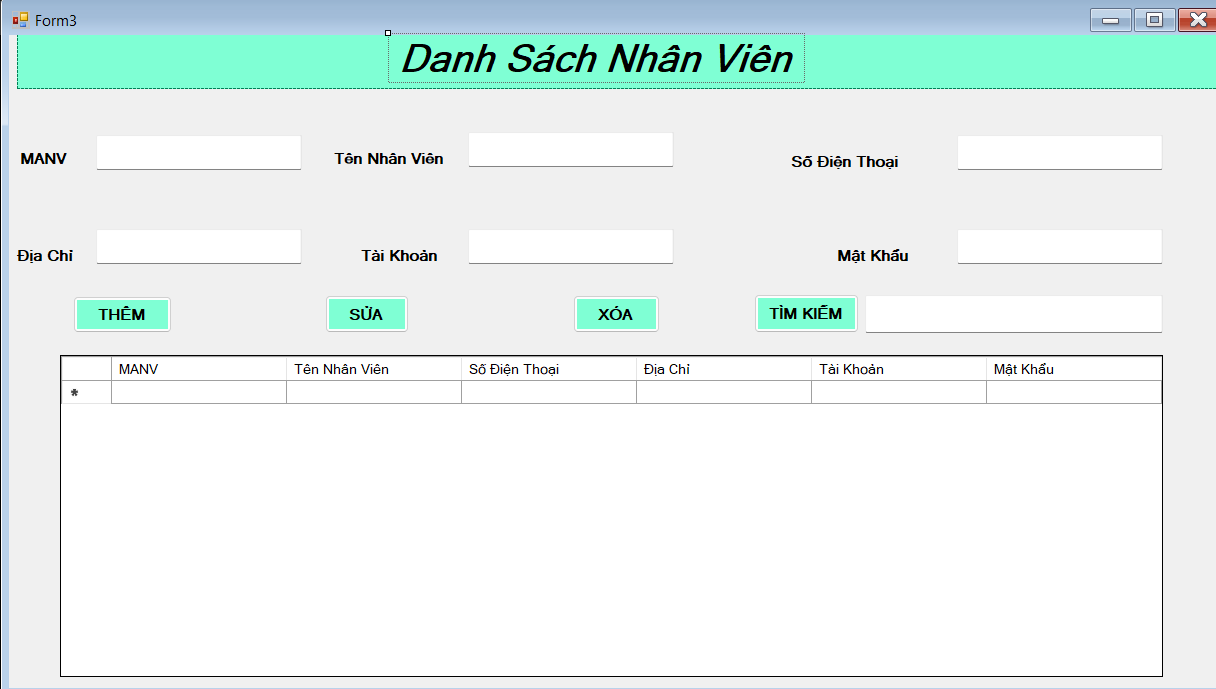 Form3
Danh Sách Nhân Viên
MANV Tên Nhân Viên Số Điện Thoại
Địa Chỉ Tài Khoản Mật Khẩu
THÊM SỬA XÓA TÌM KIẾM
MANV Tên Nhân Viên Số Điện Thoại Địa Chỉ Tài Khoản Mật Khẩu
*